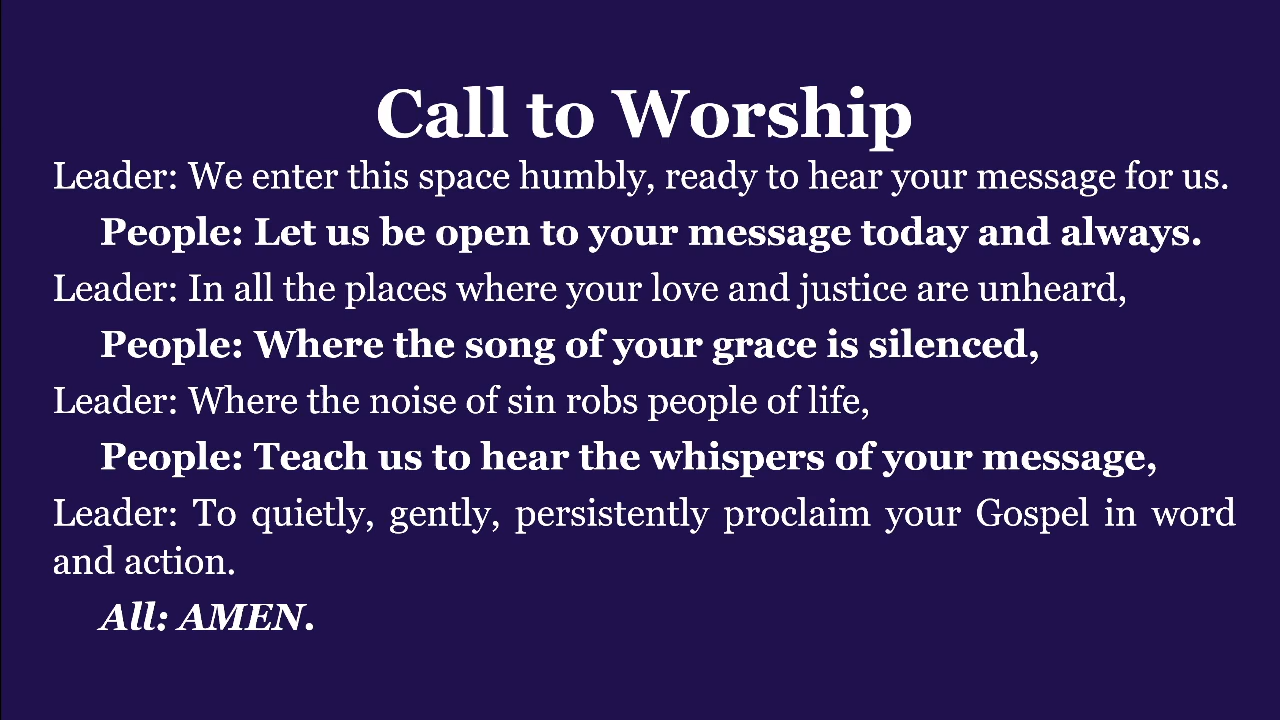 Call to Worship
Leader: We enter this space humbly, ready to hear your message for us.
People: Let us be open to your message today and always.
Leader: In all the places where your love and justice are unheard,
People: Where the song of your grace is silenced,
Leader: Where the noise of sin robs people of life,
People: Teach us to hear the whispers of your message,
Leader: To quietly, gently, persistently proclaim your Gospel in word
and action.
All: AMEN.